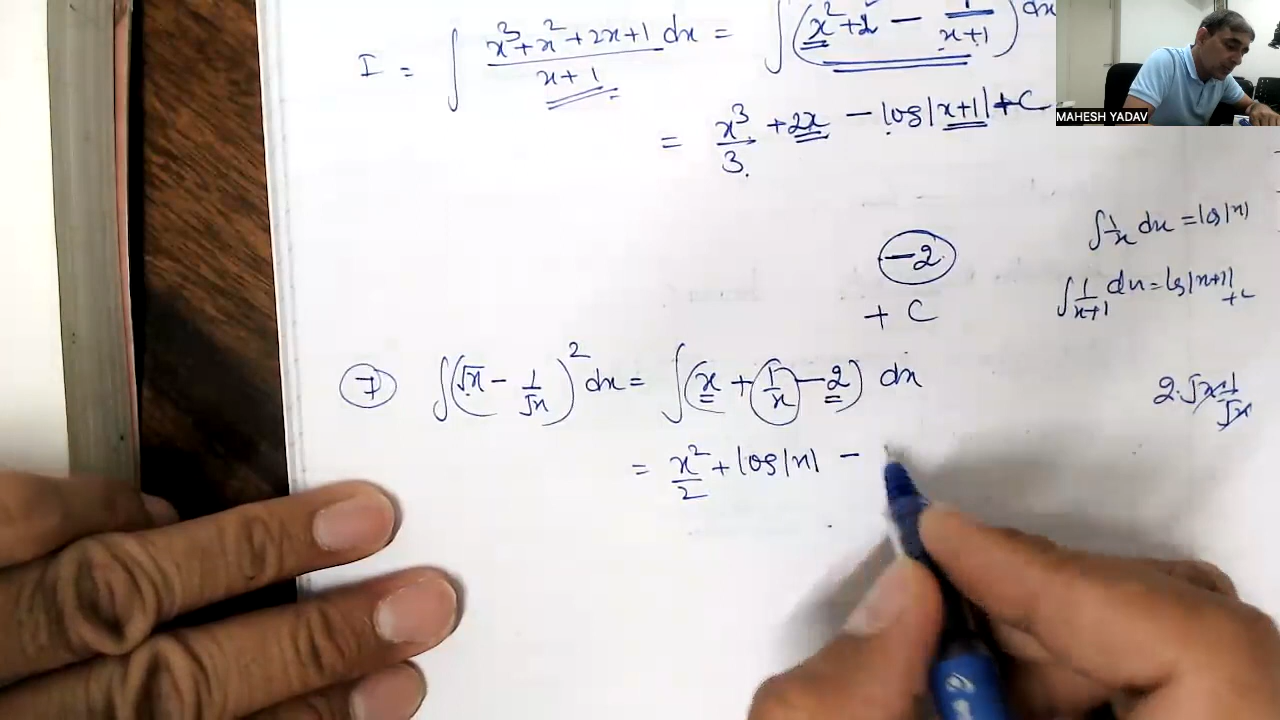 I = ∫ (x³+x²+2x+1)/(x+1) dx = ∫(x²+2 − 1/(x+1)) dx
= x³/3 + 2x − log|x+1| + C
MAHESH YADAV
∫1/x dx = log|x|
−2
∫1/(x+1) dx = log|x+1| + C
+ C
7 ∫(√x − 1/√x)² dx = ∫(x + 1/x − 2) dx
2.√x.1/√x
= x²/2 + log|x| −